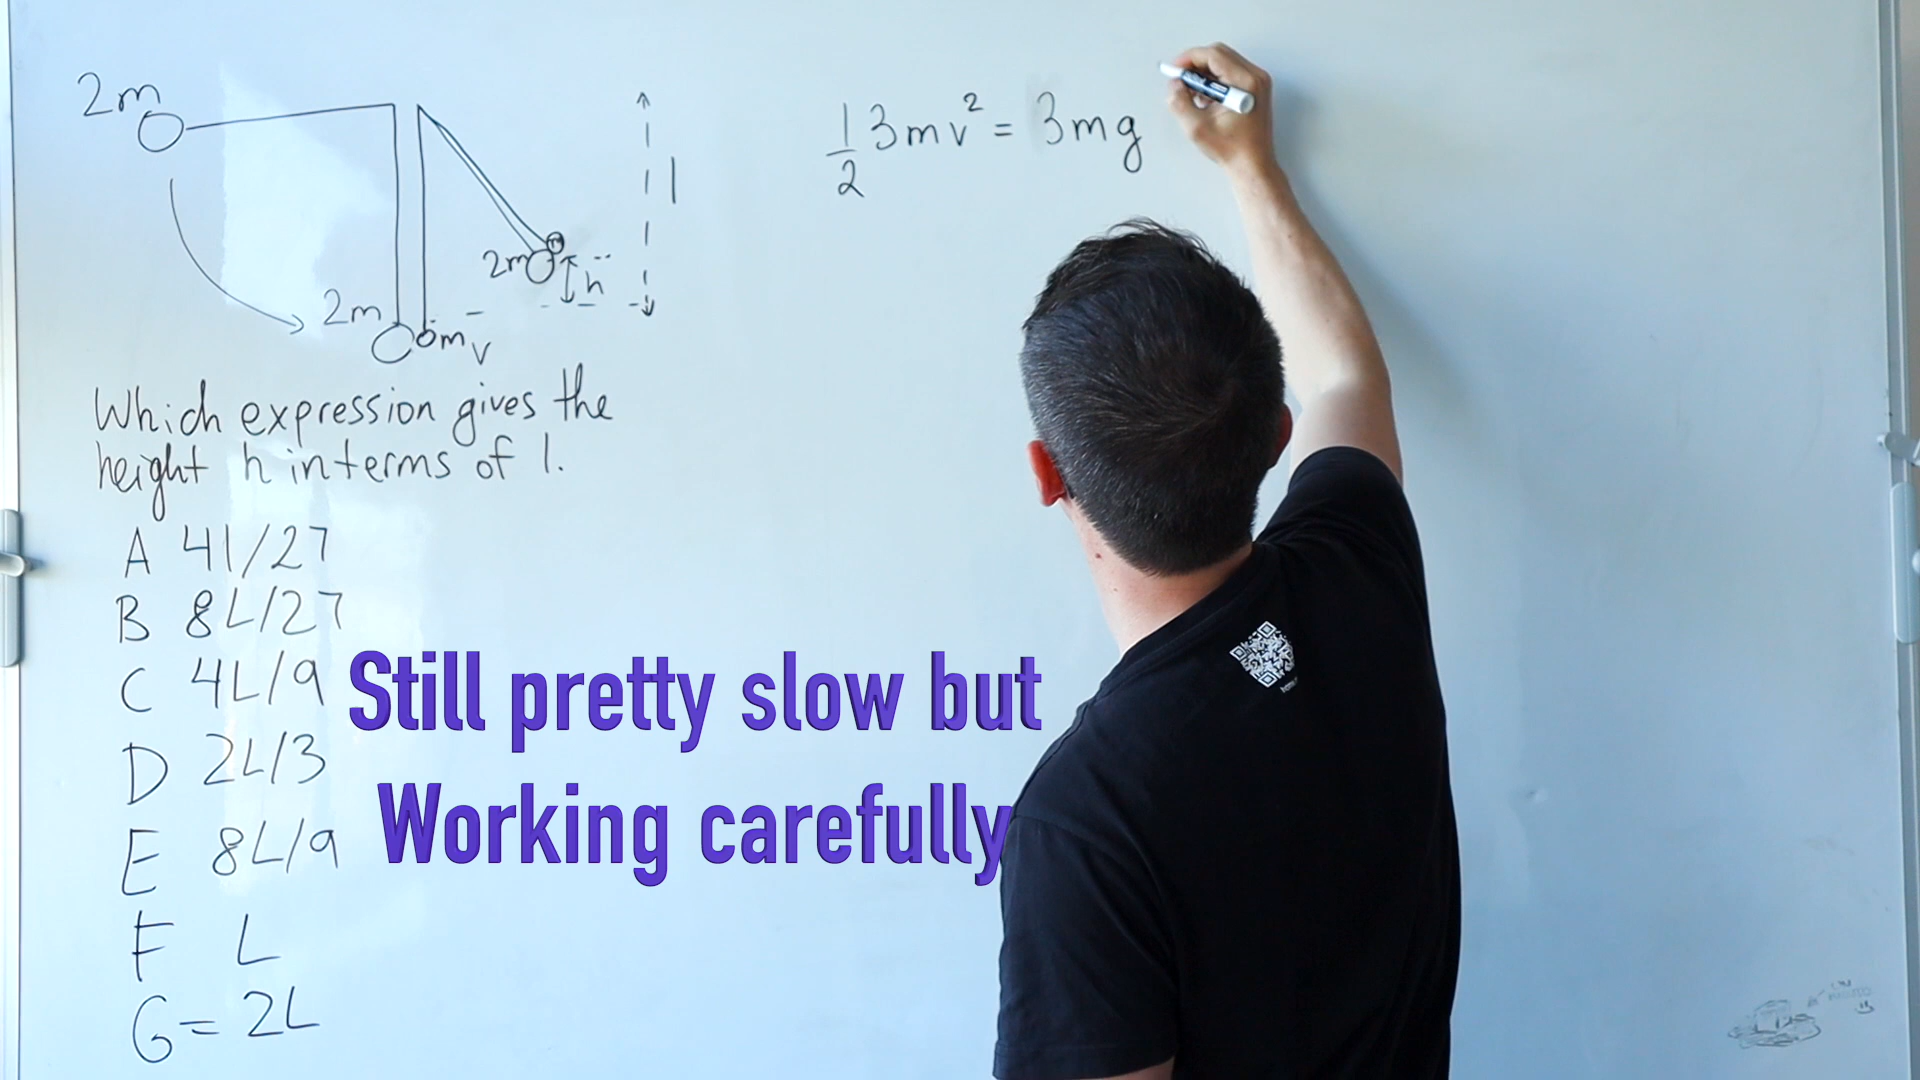 2m
l
2m
m
h
2m
m
v
Which expression gives the
height h in terms of l.
A 4l/27
B 8L/27
C 4L/9
D 2L/3
E 8L/9
F L
G = 2L
1/2 3mv² = 3mg
Still pretty slow but
Working carefully